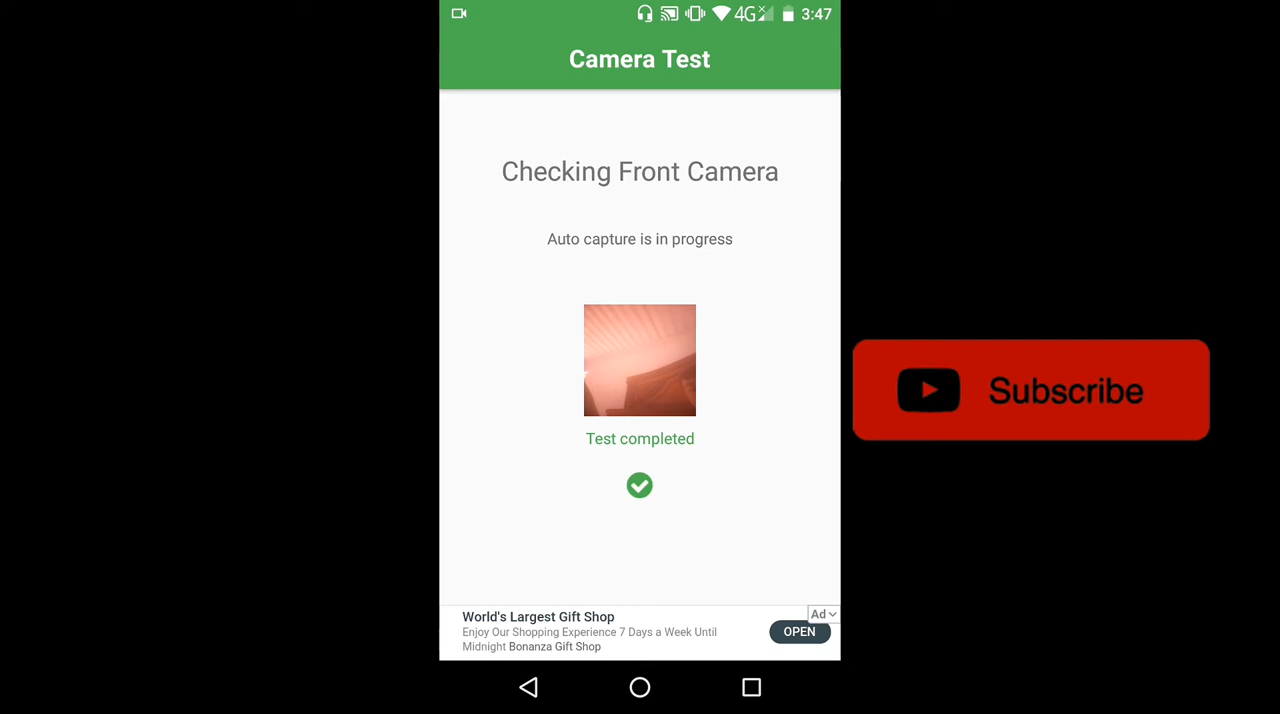 4G 3:47
Camera Test
Checking Front Camera
Auto capture is in progress
Test completed
Subscribe
World's Largest Gift Shop
Ad
Enjoy Our Shopping Experience 7 Days a Week Until
Midnight Bonanza Gift Shop
OPEN